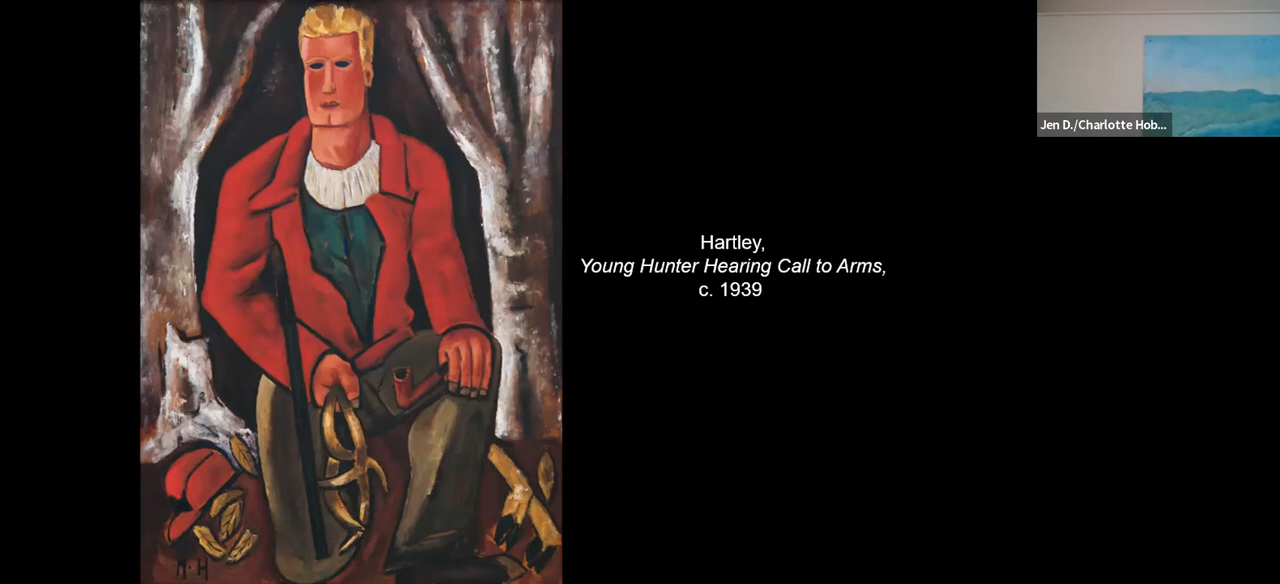 Hartley,
Young Hunter Hearing Call to Arms,
c. 1939
Jen D./Charlotte Hob...
M·H